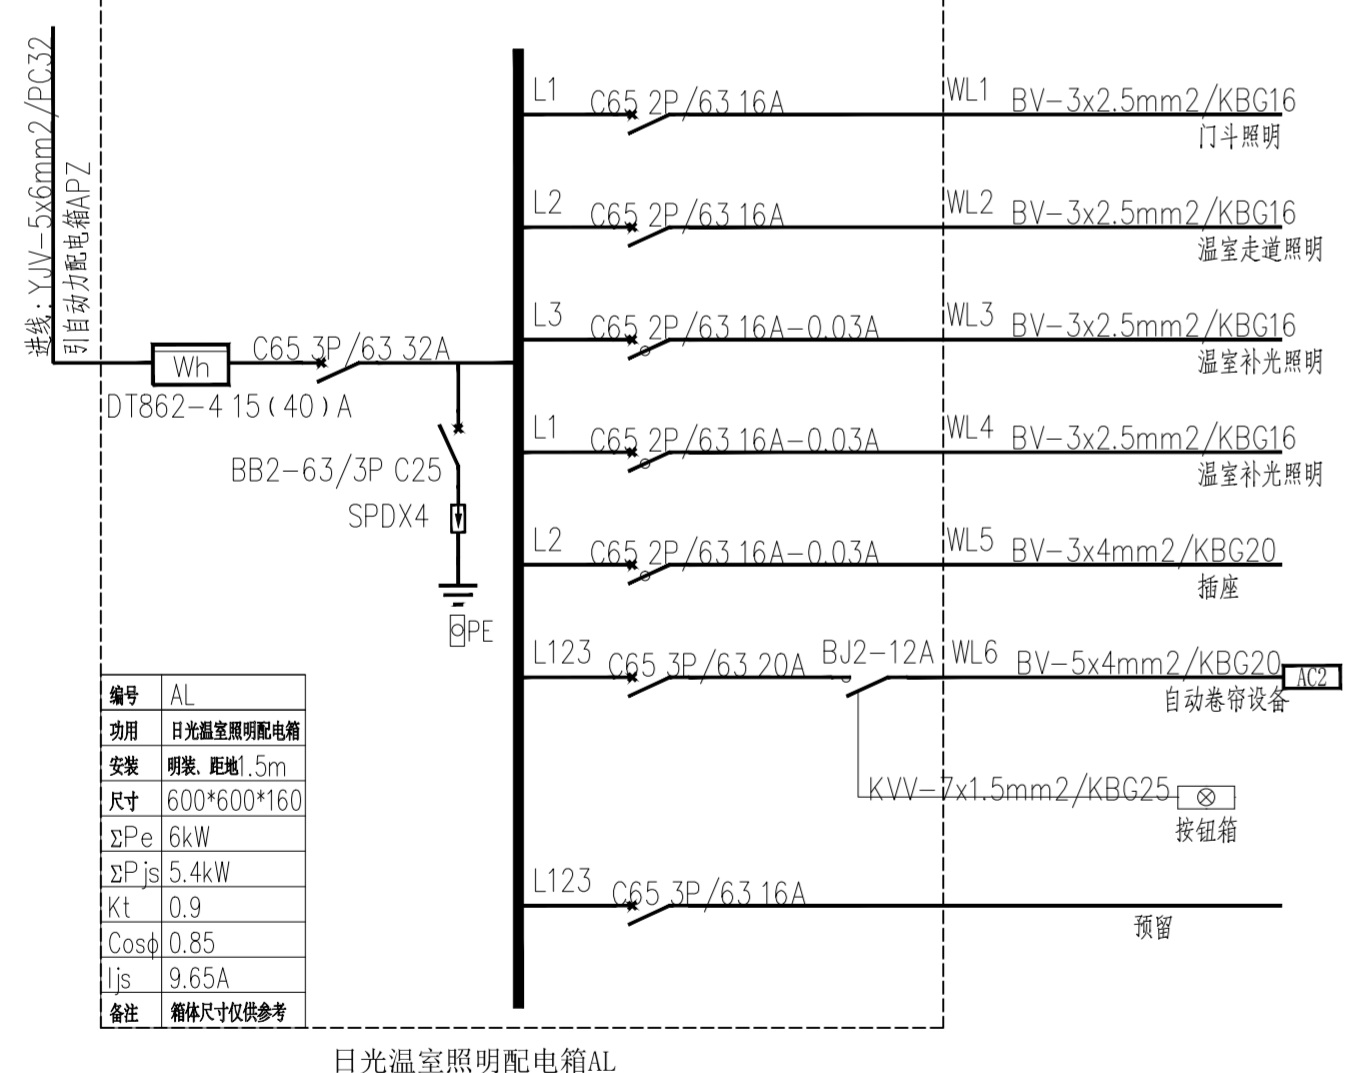 进线:YJV-5x6mm2/PC32
引自动力配电箱APZ
Wh
DT862-4 15(40)A
C65 3P/63 32A
BB2-63/3P C25
SPDX4
PE
L1 C65 2P/63 16A WL1 BV-3x2.5mm2/KBG16
门斗照明
L2 C65 2P/63 16A WL2 BV-3x2.5mm2/KBG16
温室走道照明
L3 C65 2P/63 16A-0.03A WL3 BV-3x2.5mm2/KBG16
温室补光照明
L1 C65 2P/63 16A-0.03A WL4 BV-3x2.5mm2/KBG16
温室补光照明
L2 C65 2P/63 16A-0.03A WL5 BV-3x4mm2/KBG20
插座
L123 C65 3P/63 20A BJ2-12A WL6 BV-5x4mm2/KBG20 AC2
自动卷帘设备
KVV-7x1.5mm2/KBG25
按钮箱
L123 C65 3P/63 16A
预留
编号 AL
功用 日光温室照明配电箱
安装 明装、距地1.5m
尺寸 600*600*160
ΣPe 6kW
ΣPjs 5.4kW
Kt 0.9
Cosϕ 0.85
Ijs 9.65A
备注 箱体尺寸仅供参考
日光温室照明配电箱AL